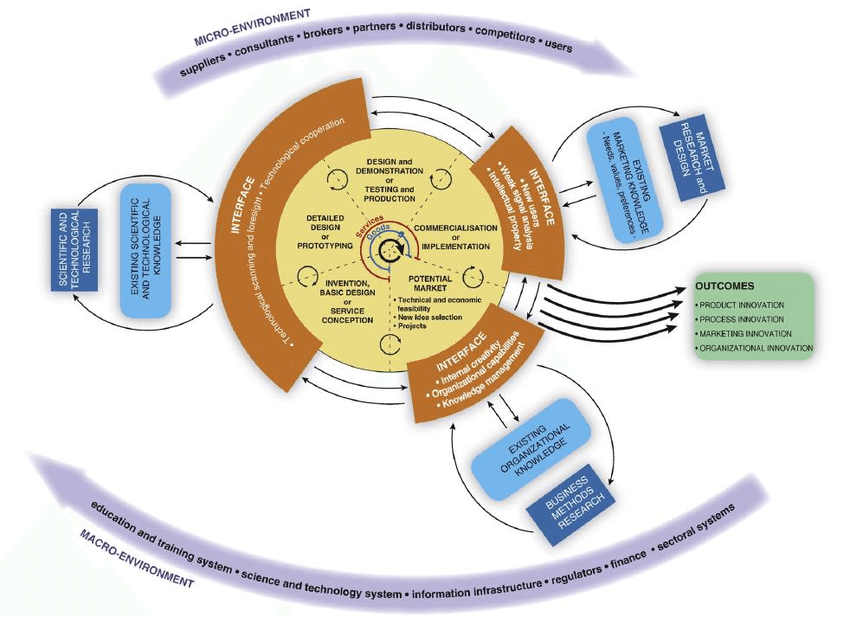 MICRO-ENVIRONMENT
suppliers • consultants • brokers • partners • distributors • competitors • users
INTERFACE
• Technological scanning and foresight • Technological cooperation
SCIENTIFIC AND
TECHNOLOGICAL
RESEARCH
EXISTING SCIENTIFIC
AND TECHNOLOGICAL
KNOWLEDGE
DESIGN and
DEMONSTRATION
or
TESTING and
PRODUCTION
DETAILED
DESIGN or
PROTOTYPING
Services
Goods
COMMERCIALISATION
or
IMPLEMENTATION
INVENTION,
BASIC DESIGN
or
SERVICE
CONCEPTION
POTENTIAL
MARKET
• Technical and economic
feasibility
• New idea selection
• Projects
INTERFACE
• New users
• Weak signal analysis
• Intellectual property
EXISTING
MARKETING KNOWLEDGE
- Needs, values, preferences -
MARKET
RESEARCH and
DESIGN
OUTCOMES
• PRODUCT INNOVATION
• PROCESS INNOVATION
• MARKETING INNOVATION
• ORGANIZATIONAL INNOVATION
INTERFACE
• Internal creativity
• Organizational capabilities
• Knowledge management
EXISTING
ORGANIZATIONAL
KNOWLEDGE
BUSINESS
METHODS
RESEARCH
education and training system • science and technology system • information infrastructure • regulators • finance • sectoral systems
MACRO-ENVIRONMENT